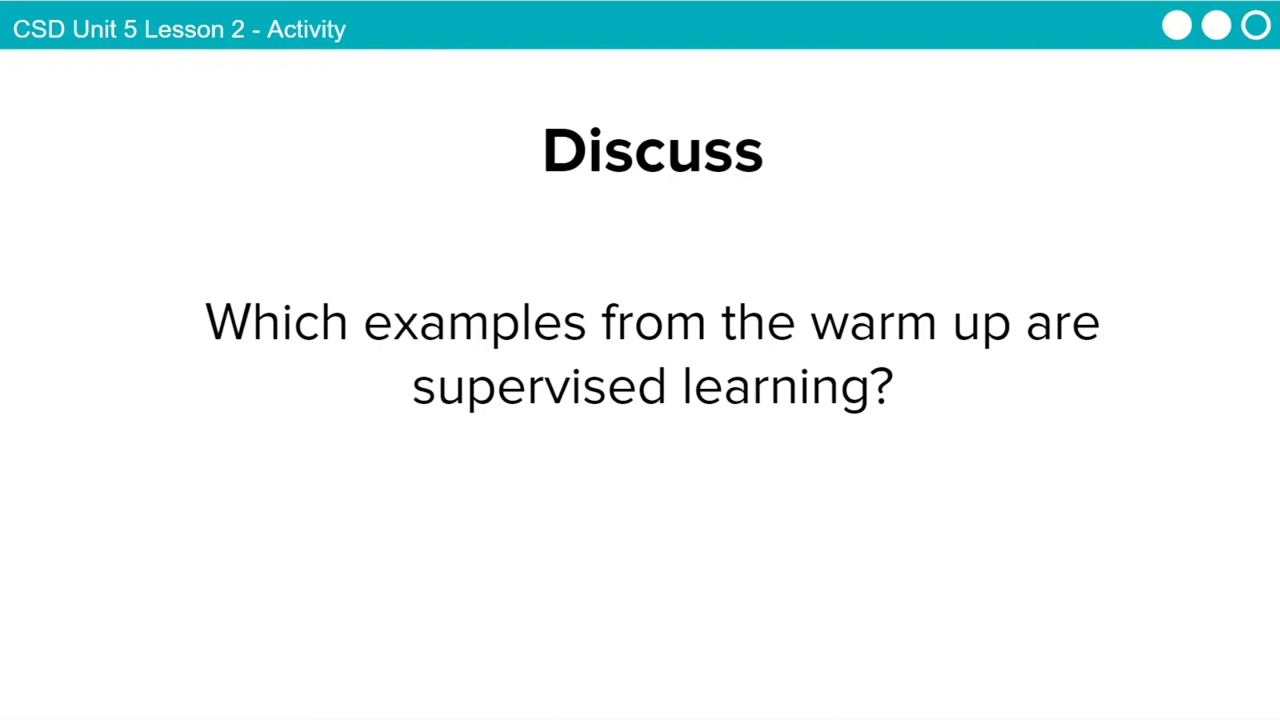 CSD Unit 5 Lesson 2 - Activity
Discuss
Which examples from the warm up are
supervised learning?